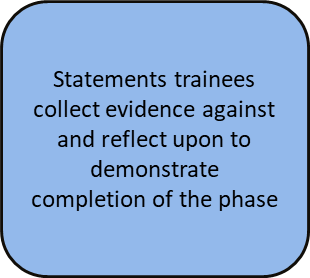 Statements trainees
collect evidence against
and reflect upon to
demonstrate
completion of the phase